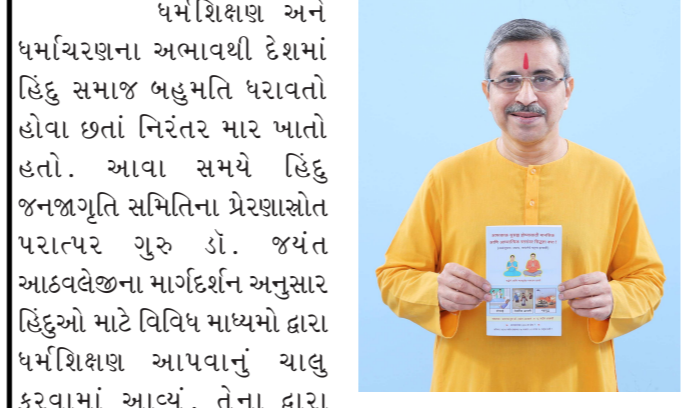 ધર્મશિક્ષણ અને
ધર્માચરણના અભાવથી દેશમાં
હિંદુ સમાજ બહુમતિ ધરાવતો
હોવા છતાં નિરંતર માર ખાતો
હતો. આવા સમયે હિંદુ
જનજાગૃતિ સમિતિના પ્રેરણાસ્રોત
પરાત્પર ગુરુ ડૉ. જયંત
આઠવલેજીના માર્ગદર્શન અનુસાર
હિંદુઓ માટે વિવિધ માધ્યમો દ્વારા
ધર્મશિક્ષણ આપવાનું ચાલુ
કરવામાં આવ્યું. તેના દ્વારા